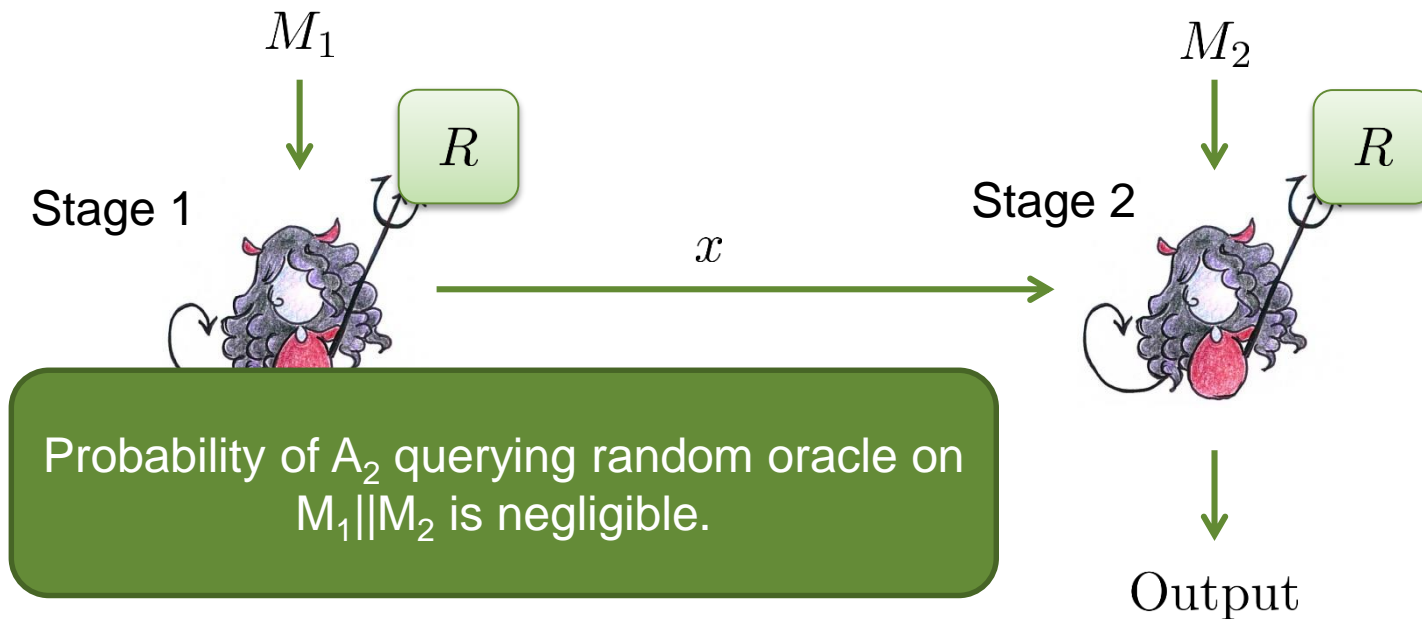 M₁
M₂
R
R
Stage 1
Stage 2
x
Probability of A₂ querying random oracle on
M₁||M₂ is negligible.
Output